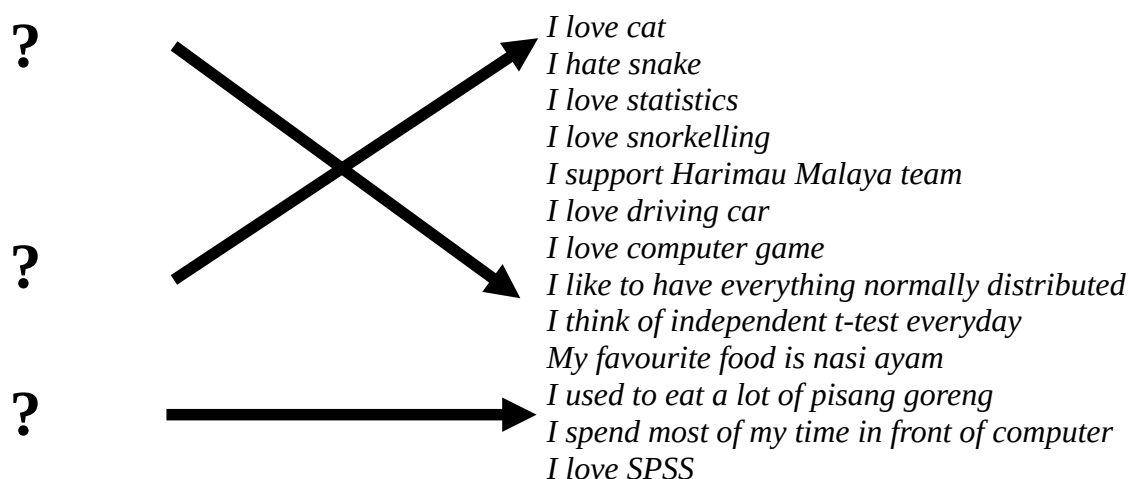 ?
?
?
I love cat
I hate snake
I love statistics
I love snorkelling
I support Harimau Malaya team
I love driving car
I love computer game
I like to have everything normally distributed
I think of independent t-test everyday
My favourite food is nasi ayam
I used to eat a lot of pisang goreng
I spend most of my time in front of computer
I love SPSS